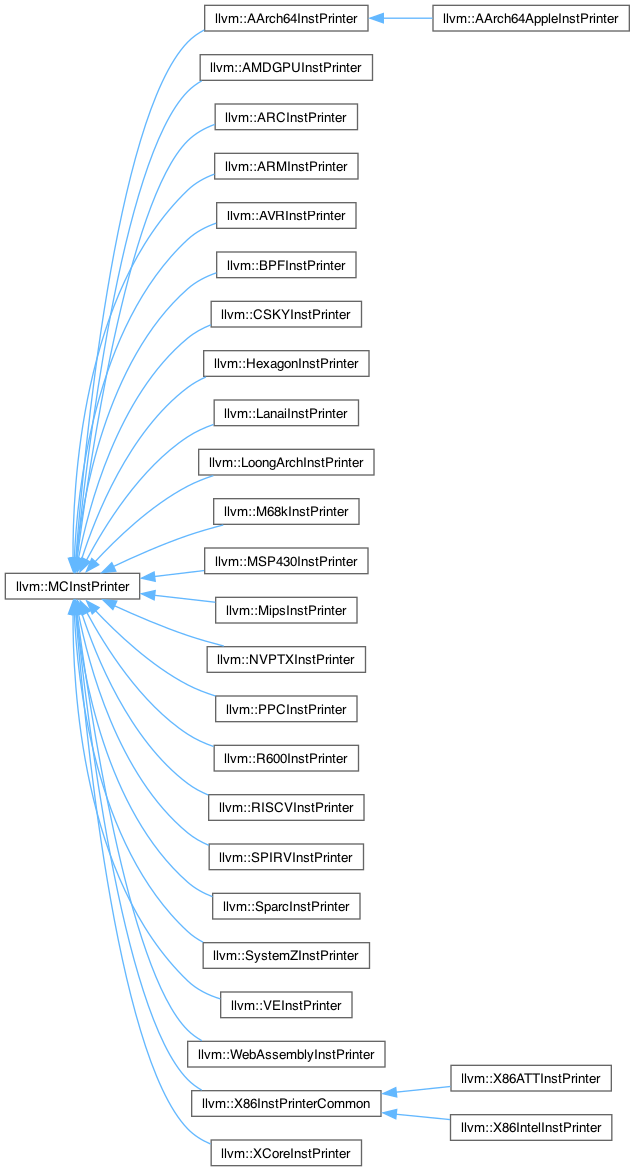 llvm::AArch64InstPrinter
llvm::AArch64AppleInstPrinter
llvm::AMDGPUInstPrinter
llvm::ARCInstPrinter
llvm::ARMInstPrinter
llvm::AVRInstPrinter
llvm::BPFInstPrinter
llvm::CSKYInstPrinter
llvm::HexagonInstPrinter
llvm::LanaiInstPrinter
llvm::LoongArchInstPrinter
llvm::M68kInstPrinter
llvm::MSP430InstPrinter
llvm::MCInstPrinter
llvm::MipsInstPrinter
llvm::NVPTXInstPrinter
llvm::PPCInstPrinter
llvm::R600InstPrinter
llvm::RISCVInstPrinter
llvm::SPIRVInstPrinter
llvm::SparcInstPrinter
llvm::SystemZInstPrinter
llvm::VEInstPrinter
llvm::WebAssemblyInstPrinter
llvm::X86ATTInstPrinter
llvm::X86InstPrinterCommon
llvm::X86IntelInstPrinter
llvm::XCoreInstPrinter